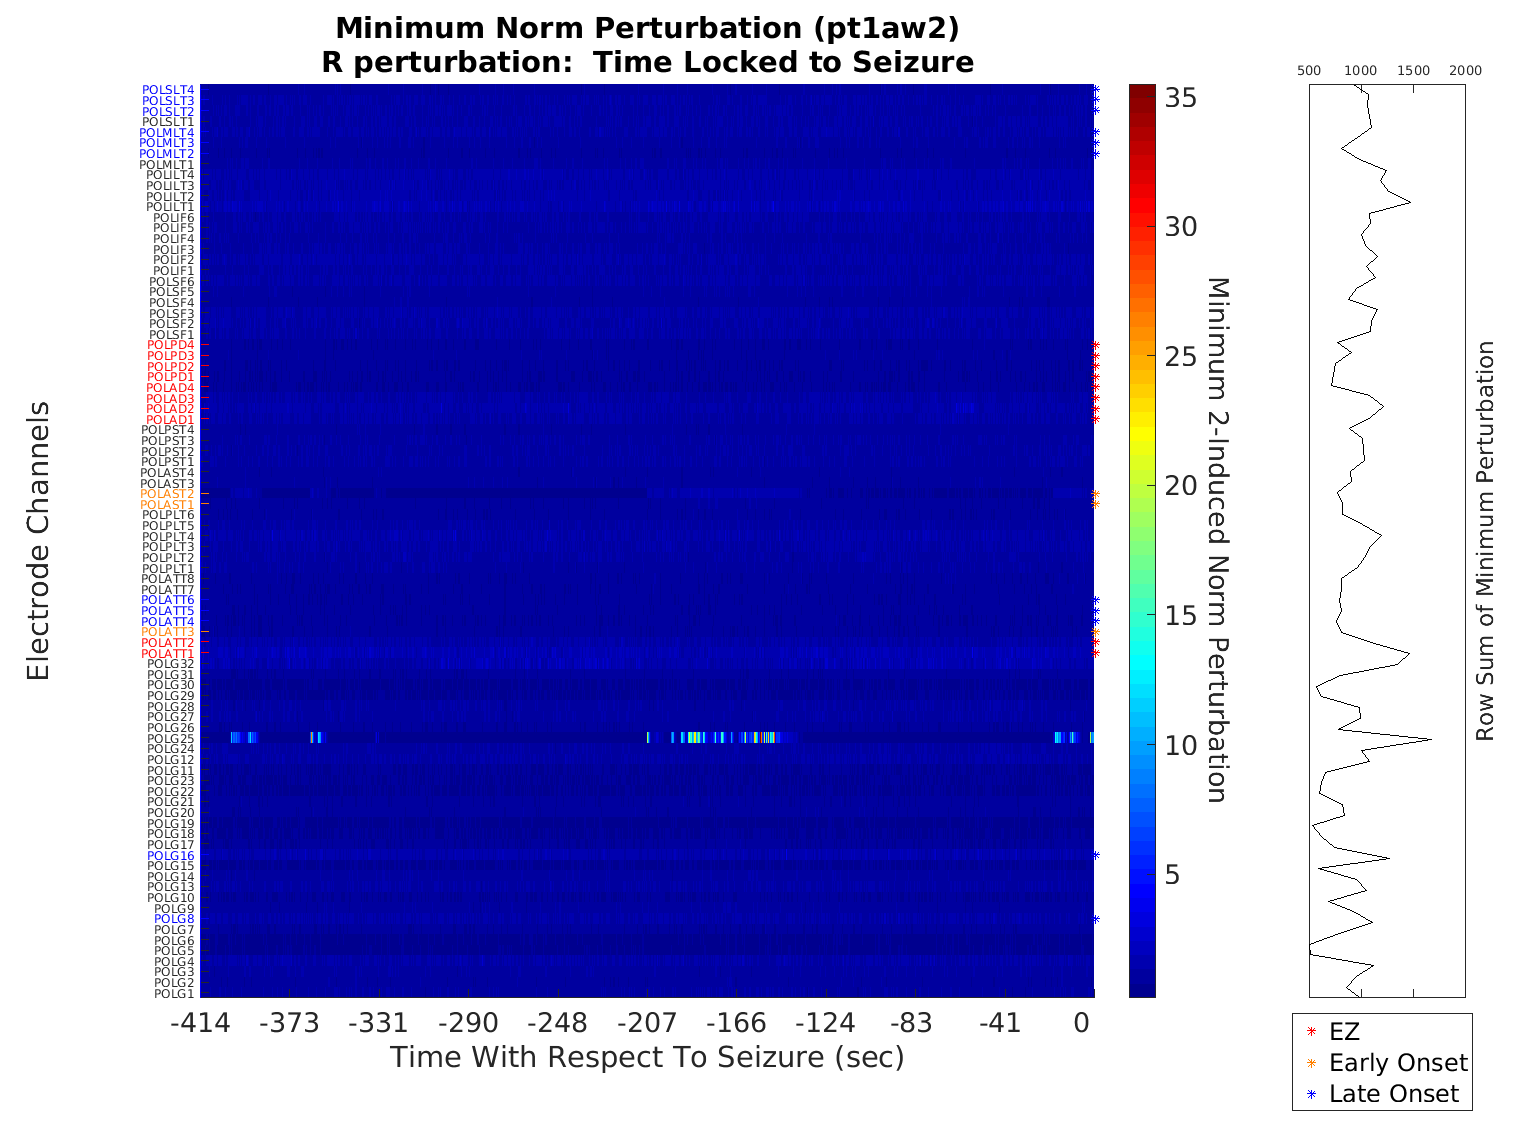 Minimum Norm Perturbation (pt1aw2)
R perturbation:  Time Locked to Seizure
Electrode Channels
POLSLT4
POLSLT3
POLSLT2
POLSLT1
POLMLT4
POLMLT3
POLMLT2
POLMLT1
POLILT4
POLILT3
POLILT2
POLILT1
POLIF6
POLIF5
POLIF4
POLIF3
POLIF2
POLIF1
POLSF6
POLSF5
POLSF4
POLSF3
POLSF2
POLSF1
POLPD4
POLPD3
POLPD2
POLPD1
POLAD4
POLAD3
POLAD2
POLAD1
POLPST4
POLPST3
POLPST2
POLPST1
POLAST4
POLAST3
POLAST2
POLAST1
POLPLT6
POLPLT5
POLPLT4
POLPLT3
POLPLT2
POLPLT1
POLATT8
POLATT7
POLATT6
POLATT5
POLATT4
POLATT3
POLATT2
POLATT1
POLG32
POLG31
POLG30
POLG29
POLG28
POLG27
POLG26
POLG25
POLG24
POLG12
POLG11
POLG23
POLG22
POLG21
POLG20
POLG19
POLG18
POLG17
POLG16
POLG15
POLG14
POLG13
POLG10
POLG9
POLG8
POLG7
POLG6
POLG5
POLG4
POLG3
POLG2
POLG1
-414 -373 -331 -290 -248 -207 -166 -124 -83 -41 0
Time With Respect To Seizure (sec)
35
30
25
20
15
10
5
Minimum 2-Induced Norm Perturbation
500 1000 1500 2000
Row Sum of Minimum Perturbation
EZ
Early Onset
Late Onset